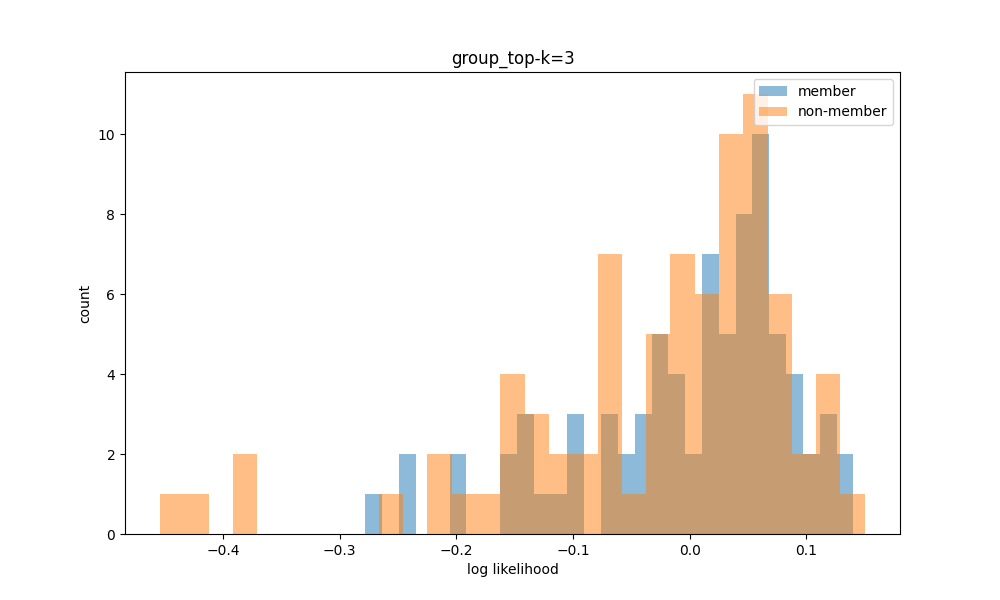 group_top-k=3
member
non-member
count
10
8
6
4
2
0
−0.4 −0.3 −0.2 −0.1 0.0 0.1
log likelihood